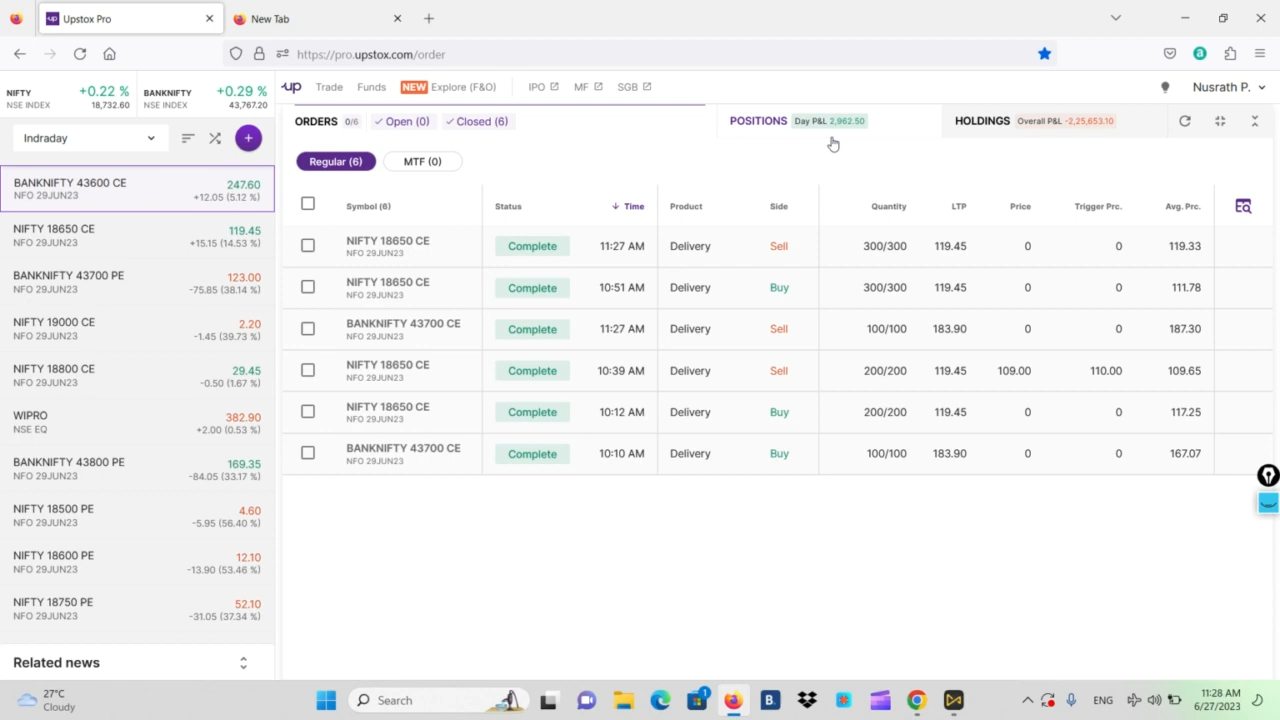 Upstox Pro
New Tab
https://pro.upstox.com/order
NIFTY +0.22 %
NSE INDEX 18,732.60
BANKNIFTY +0.29 %
NSE INDEX 43,767.20
up Trade Funds NEW Explore (F&O) IPO MF SGB Nusrath P.
Indraday
ORDERS 0/6 Open (0) Closed (6)
POSITIONS Day P&L 2,962.50
HOLDINGS Overall P&L -2,25,653.10
Regular (6) MTF (0)
BANKNIFTY 43600 CE 247.60
NFO 29JUN23 +12.05 (5.12 %)
NIFTY 18650 CE 119.45
NFO 29JUN23 +15.15 (14.53 %)
BANKNIFTY 43700 PE 123.00
NFO 29JUN23 -75.85 (38.14 %)
NIFTY 19000 CE 2.20
NFO 29JUN23 -1.45 (39.73 %)
NIFTY 18800 CE 29.45
NFO 29JUN23 -0.50 (1.67 %)
WIPRO 382.90
NSE EQ +2.00 (0.53 %)
BANKNIFTY 43800 PE 169.35
NFO 29JUN23 -84.05 (33.17 %)
NIFTY 18500 PE 4.60
NFO 29JUN23 -5.95 (56.40 %)
NIFTY 18600 PE 12.10
NFO 29JUN23 -13.90 (53.46 %)
NIFTY 18750 PE 52.10
NFO 29JUN23 -31.05 (37.34 %)
Related news
Symbol (6) Status Time Product Side Quantity LTP Price Trigger Prc. Avg. Prc.
NIFTY 18650 CE Complete 11:27 AM Delivery Sell 300/300 119.45 0 0 119.33
NFO 29JUN23
NIFTY 18650 CE Complete 10:51 AM Delivery Buy 300/300 119.45 0 0 111.78
NFO 29JUN23
BANKNIFTY 43700 CE Complete 11:27 AM Delivery Sell 100/100 183.90 0 0 187.30
NFO 29JUN23
NIFTY 18650 CE Complete 10:39 AM Delivery Sell 200/200 119.45 109.00 110.00 109.65
NFO 29JUN23
NIFTY 18650 CE Complete 10:12 AM Delivery Buy 200/200 119.45 0 0 117.25
NFO 29JUN23
BANKNIFTY 43700 CE Complete 10:10 AM Delivery Buy 100/100 183.90 0 0 167.07
NFO 29JUN23
27°C
Cloudy
Search
ENG
11:28 AM
6/27/2023